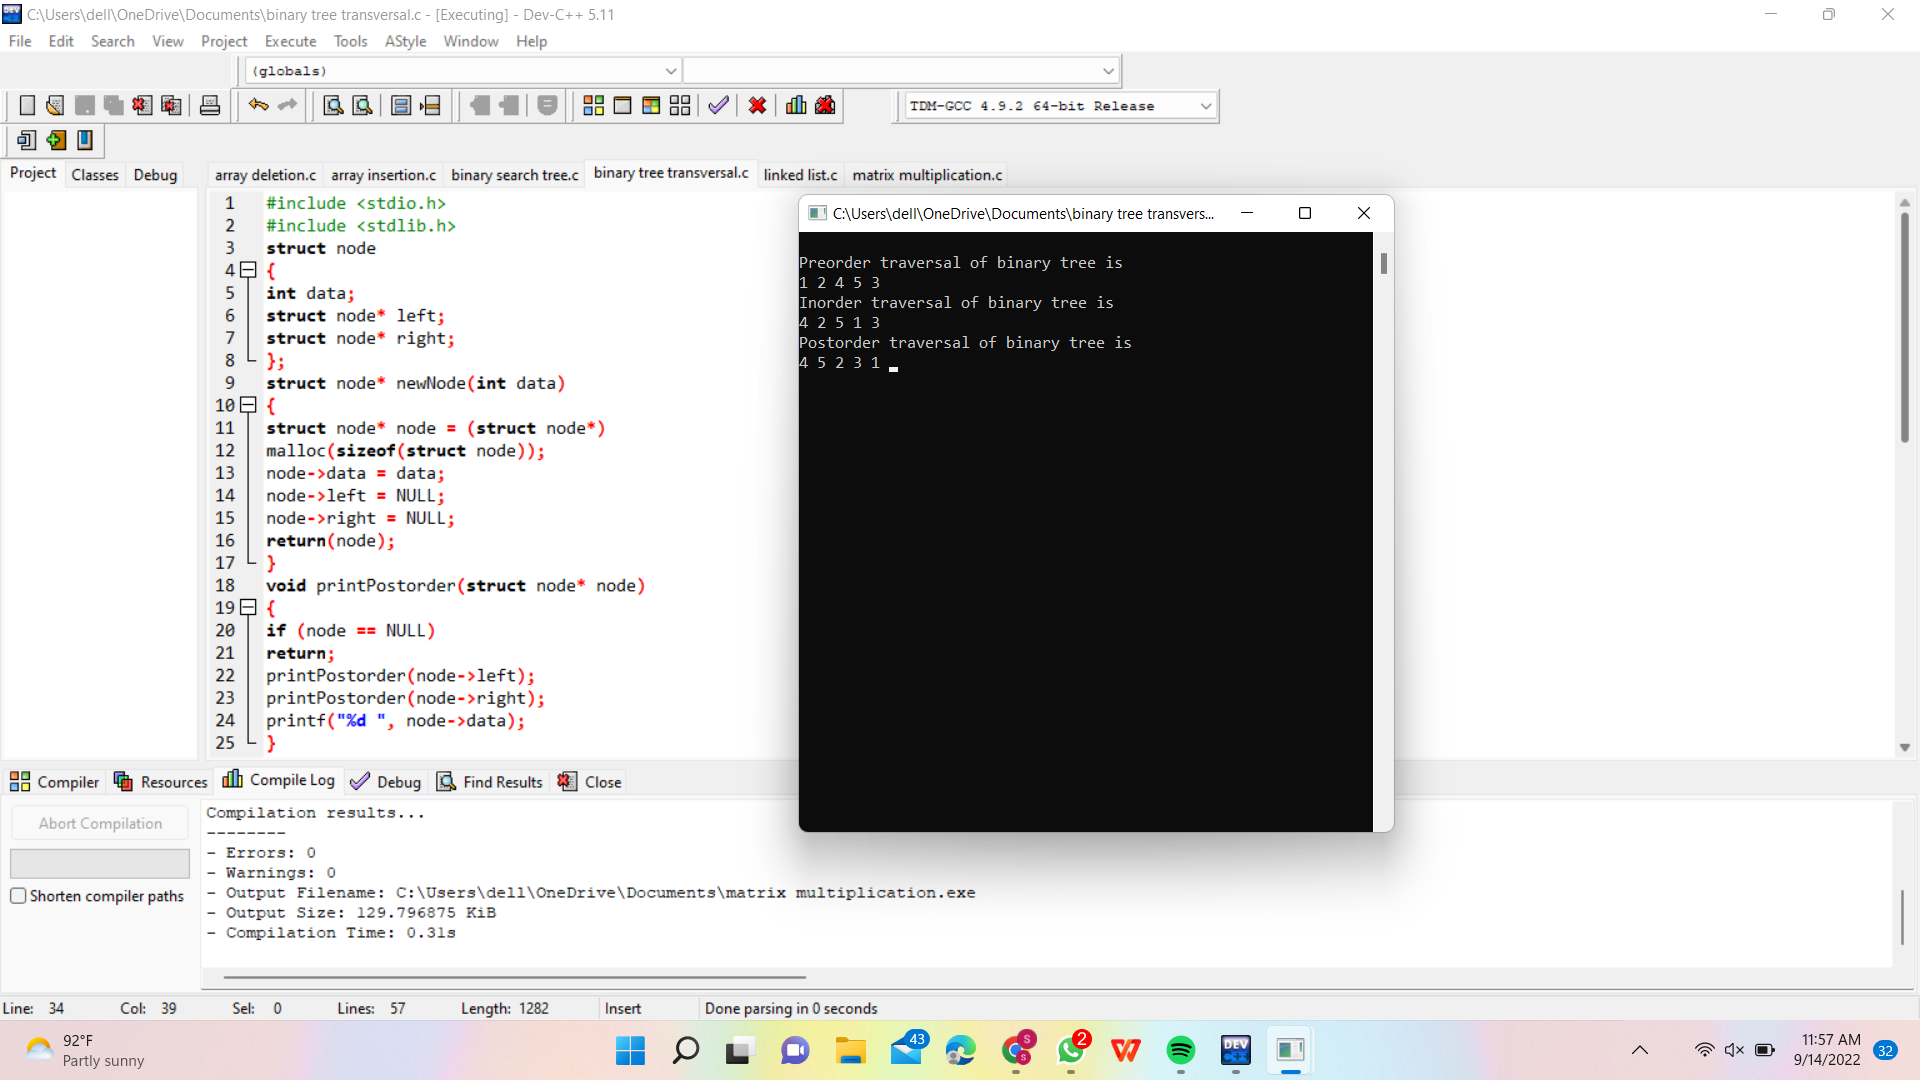 C:\Users\dell\OneDrive\Documents\binary tree transversal.c - [Executing] - Dev-C++ 5.11
File Edit Search View Project Execute Tools AStyle Window Help
(globals)
TDM-GCC 4.9.2 64-bit Release
Project Classes Debug
array deletion.c array insertion.c binary search tree.c binary tree transversal.c linked list.c matrix multiplication.c
1 #include <stdio.h>
2 #include <stdlib.h>
3 struct node
4 {
5 int data;
6 struct node* left;
7 struct node* right;
8 };
9 struct node* newNode(int data)
10 {
11 struct node* node = (struct node*)
12 malloc(sizeof(struct node));
13 node->data = data;
14 node->left = NULL;
15 node->right = NULL;
16 return(node);
17 }
18 void printPostorder(struct node* node)
19 {
20 if (node == NULL)
21 return;
22 printPostorder(node->left);
23 printPostorder(node->right);
24 printf("%d ", node->data);
25 }
C:\Users\dell\OneDrive\Documents\binary tree transvers...
Preorder traversal of binary tree is
1 2 4 5 3
Inorder traversal of binary tree is
4 2 5 1 3
Postorder traversal of binary tree is
4 5 2 3 1
Compiler Resources Compile Log Debug Find Results Close
Abort Compilation
Shorten compiler paths
Compilation results...
--------
- Errors: 0
- Warnings: 0
- Output Filename: C:\Users\dell\OneDrive\Documents\matrix multiplication.exe
- Output Size: 129.796875 KiB
- Compilation Time: 0.31s
Line: 34 Col: 39 Sel: 0 Lines: 57 Length: 1282 Insert Done parsing in 0 seconds
92°F
Partly sunny
43
S
S
2
DEV
C++
11:57 AM
9/14/2022
32